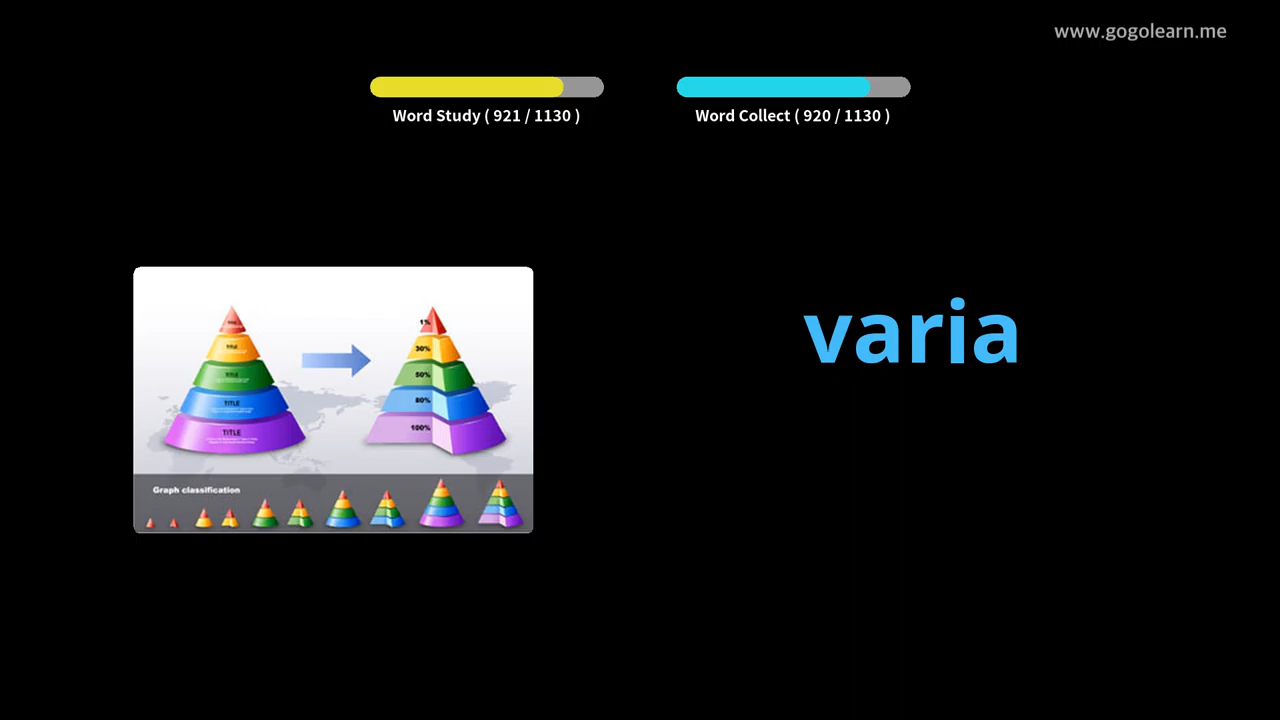 www.gogolearn.me
Word Study ( 921 / 1130 )
Word Collect ( 920 / 1130 )
varia
TITLE
TITLE
TITLE
TITLE
1%
30%
50%
80%
100%
Graph classification